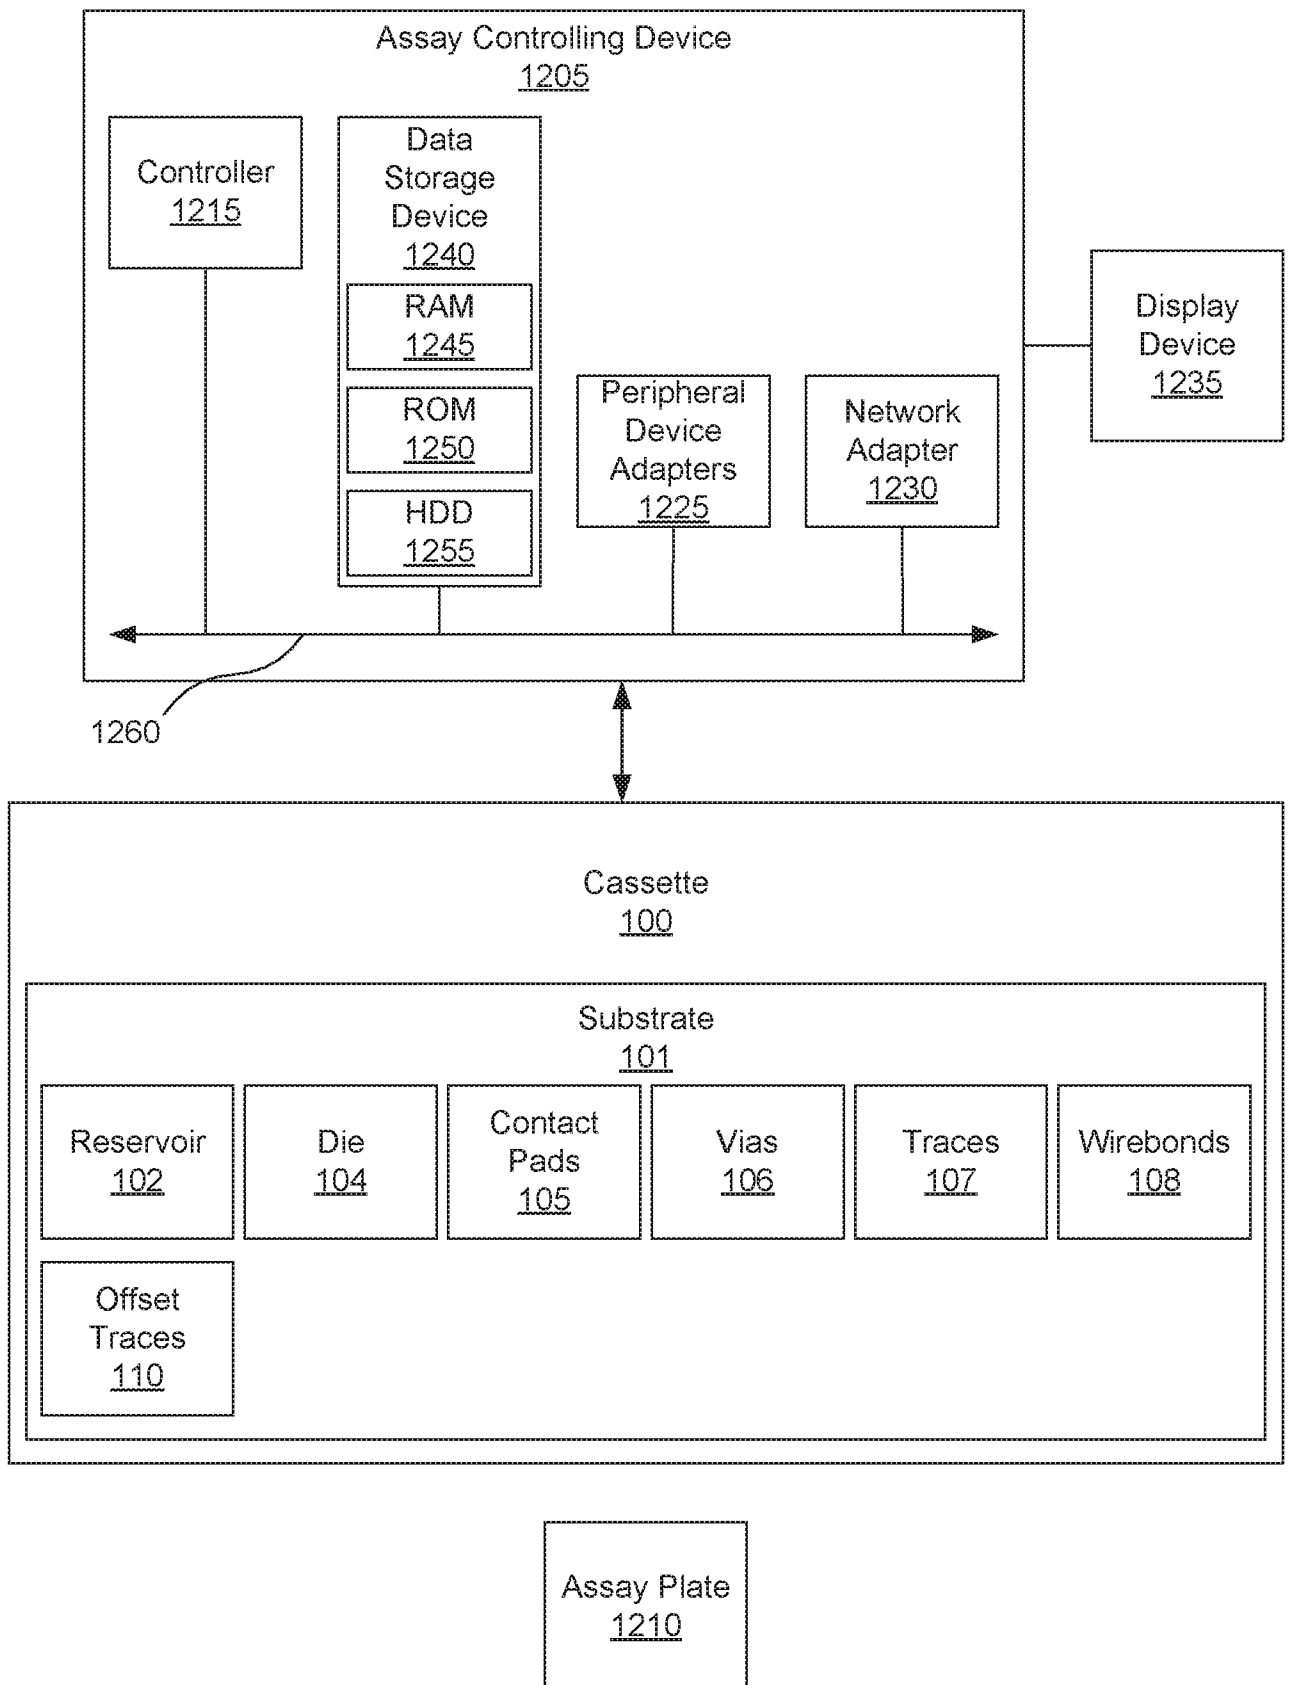 Assay Controlling Device
1205
Controller
1215
Data
Storage
Device
1240
RAM
1245
ROM
1250
HDD
1255
Peripheral
Device
Adapters
1225
Network
Adapter
1230
Display
Device
1235
1260
Cassette
100
Substrate
101
Reservoir
102
Die
104
Contact
Pads
105
Vias
106
Traces
107
Wirebonds
108
Offset
Traces
110
Assay Plate
1210